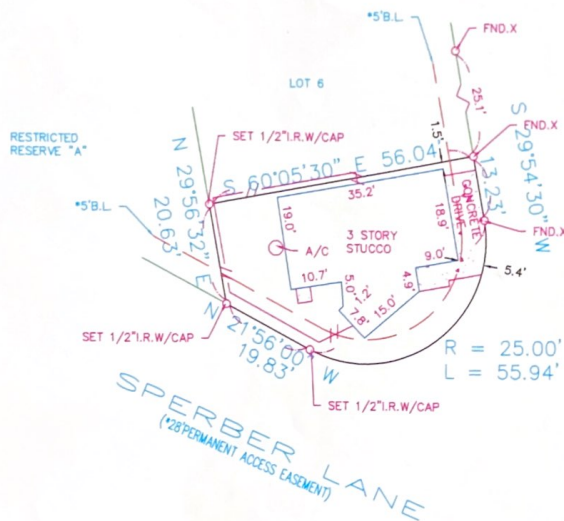 *5'B.L.
FND.X
LOT 6
25.1'
RESTRICTED
RESERVE "A"
SET 1/2"I.R.W/CAP
1.5'
FND.X
S 29°54'30" W
13.23'
N 29°56'32" E
20.63'
S 60°05'30" E 56.04'
35.2'
*5'B.L.
19.0'
3 STORY
STUCCO
18.9'
CONCRETE
DRIVE
FND.X
A/C
9.0'
5.4'
10.7'
5.0'
1.2'
4.9'
7.8'
15.0'
SET 1/2"I.R.W/CAP
N 21°56'00" W
19.83'
R = 25.00'
L = 55.94'
SET 1/2"I.R.W/CAP
SPERBER LANE
(*28'PERMANENT ACCESS EASEMENT)